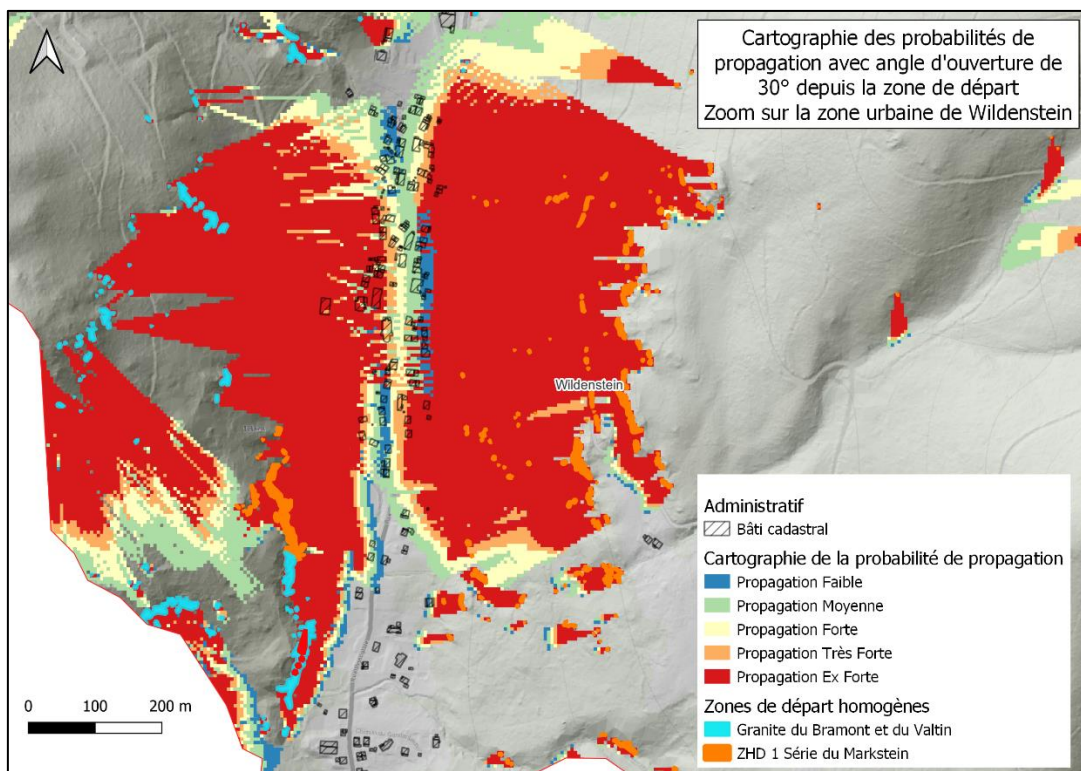 Cartographie des probabilités de
propagation avec angle d'ouverture de
30° depuis la zone de départ
Zoom sur la zone urbaine de Wildenstein
Wildenstein
Administratif
Bâti cadastral
Cartographie de la probabilité de propagation
Propagation Faible
Propagation Moyenne
Propagation Forte
Propagation Très Forte
Propagation Ex Forte
Zones de départ homogènes
Granite du Bramont et du Valtin
ZHD 1 Série du Markstein
0 100 200 m